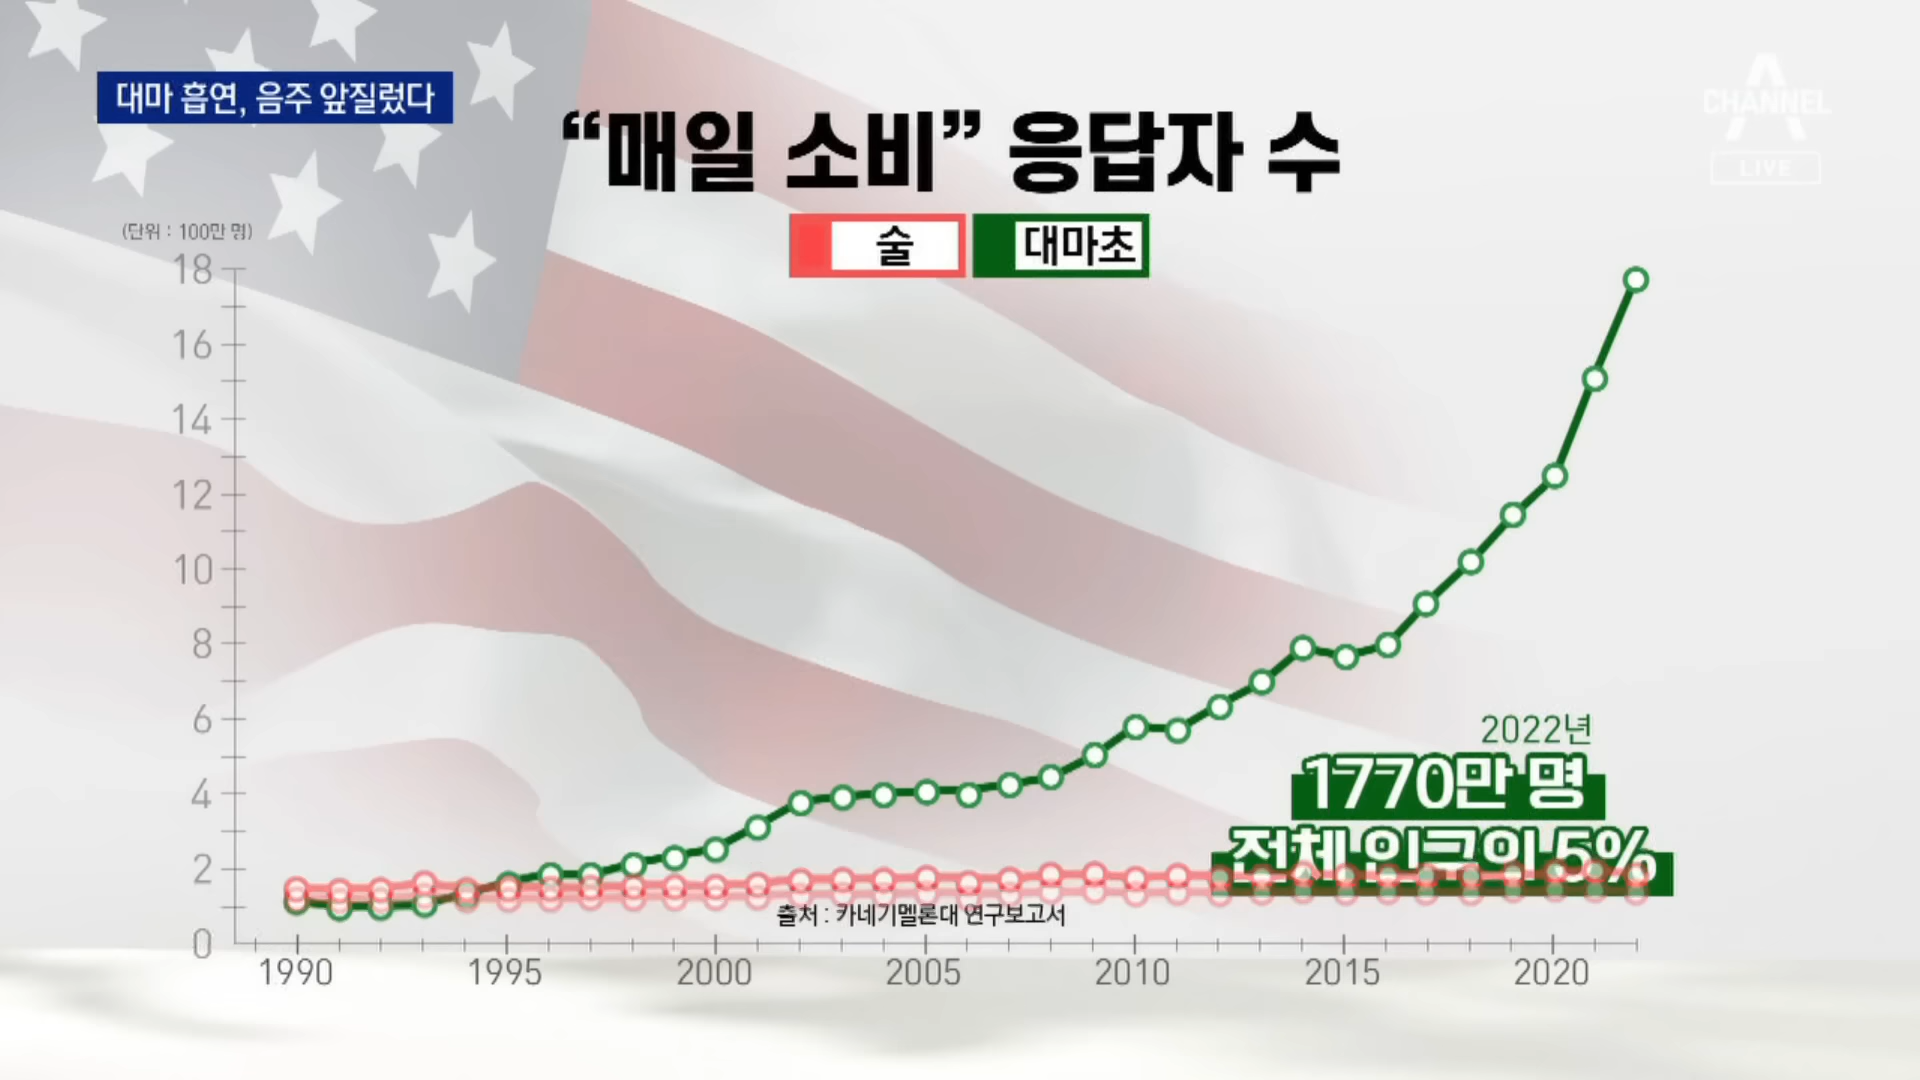 대마 흡연, 음주 앞질렀다
CHANNEL A
LIVE
“매일 소비” 응답자 수
술 대마초
(단위 : 100만 명)
18
16
14
12
10
8
6
4
2
0
2022년
1770만 명
전체 인구의 5%
출처 : 카네기멜론대 연구보고서
1990 1995 2000 2005 2010 2015 2020